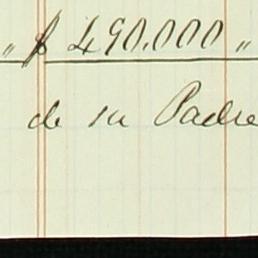 „ $ 490.000 „
de su Padre